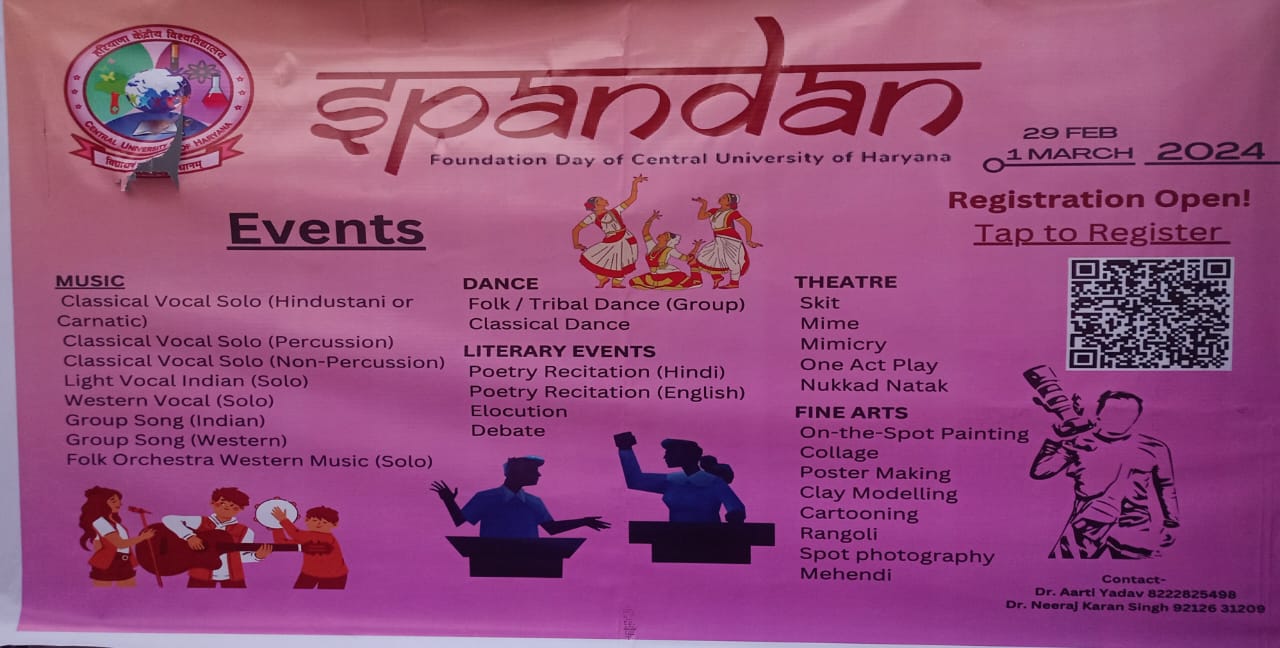 हरियाणा केंद्रीय विश्वविद्यालय
CENTRAL UNIVERSITY OF HARYANA
spandan
Foundation Day of Central University of Haryana
29 FEB
1 MARCH 2024
Registration Open!
Tap to Register
Events
MUSIC
Classical Vocal Solo (Hindustani or
Carnatic)
Classical Vocal Solo (Percussion)
Classical Vocal Solo (Non-Percussion)
Light Vocal Indian (Solo)
Western Vocal (Solo)
Group Song (Indian)
Group Song (Western)
Folk Orchestra Western Music (Solo)
DANCE
Folk / Tribal Dance (Group)
Classical Dance
LITERARY EVENTS
Poetry Recitation (Hindi)
Poetry Recitation (English)
Elocution
Debate
THEATRE
Skit
Mime
Mimicry
One Act Play
Nukkad Natak
FINE ARTS
On-the-Spot Painting
Collage
Poster Making
Clay Modelling
Cartooning
Rangoli
Spot photography
Mehendi
Contact-
Dr. Aarti Yadav 8222825498
Dr. Neeraj Karan Singh 92126 31209